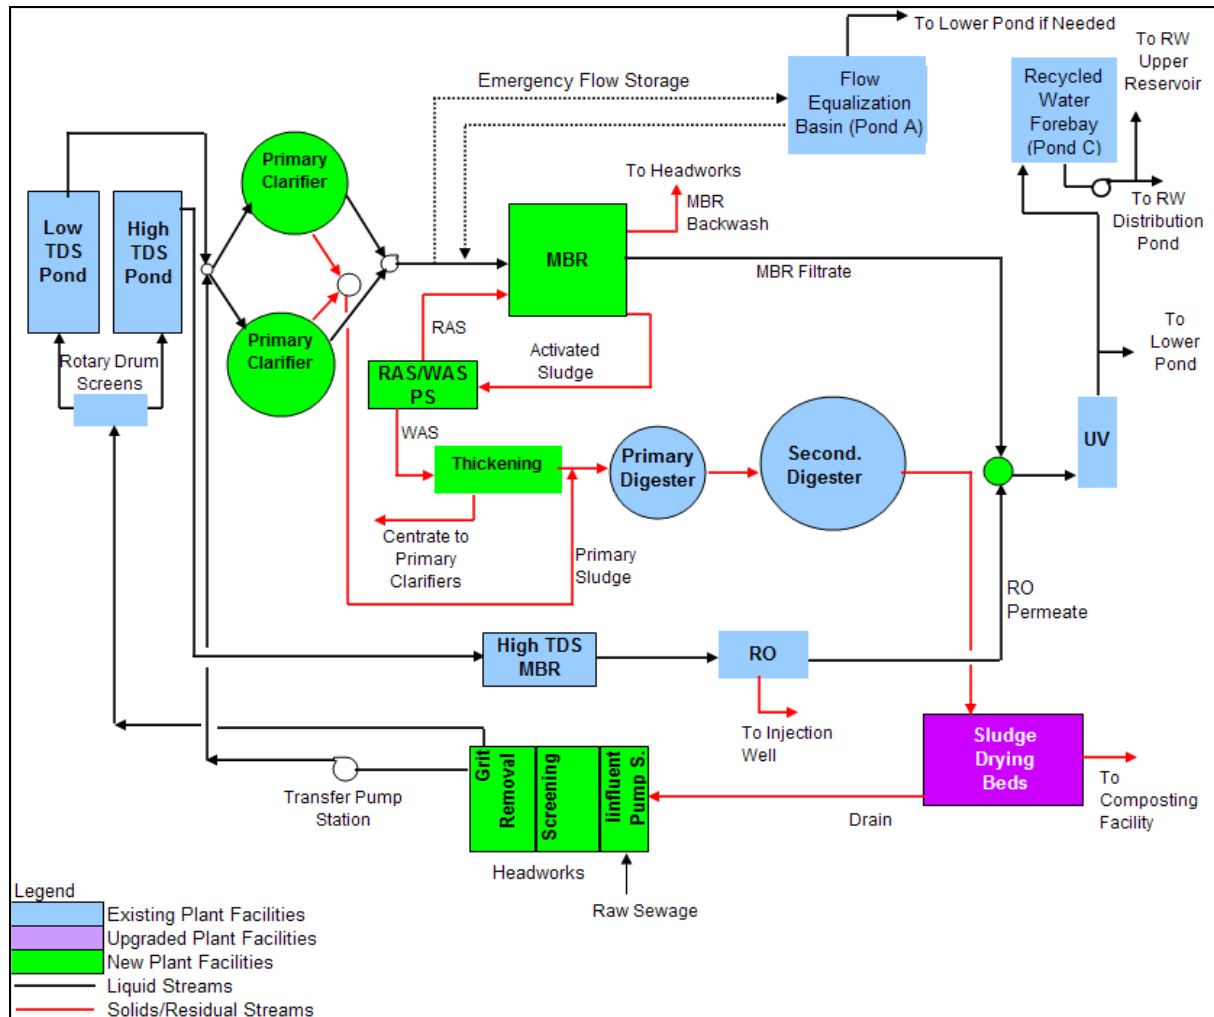 To Lower Pond if Needed
To RW
Upper
Reservoir
Emergency Flow Storage
Flow
Equalization
Basin (Pond A)
Recycled
Water
Forebay
(Pond C)
To RW
Distribution
Pond
Primary
Clarifier
To Headworks
MBR
Backwash
Low
TDS
Pond
High
TDS
Pond
MBR
MBR Filtrate
Primary
Clarifier
RAS
Activated
Sludge
To
Lower
Pond
Rotary Drum
Screens
RAS/WAS
PS
WAS
Thickening
Primary
Digester
Second.
Digester
UV
Centrate to
Primary
Clarifiers
Primary
Sludge
RO
Permeate
High TDS
MBR
RO
To Injection
Well
Grit
Removal
Screening
Iinfluent
Pump S.
Sludge
Drying
Beds
To
Composting
Facility
Transfer Pump
Station
Drain
Headworks
Raw Sewage
Legend
Existing Plant Facilities
Upgraded Plant Facilities
New Plant Facilities
Liquid Streams
Solids/Residual Streams